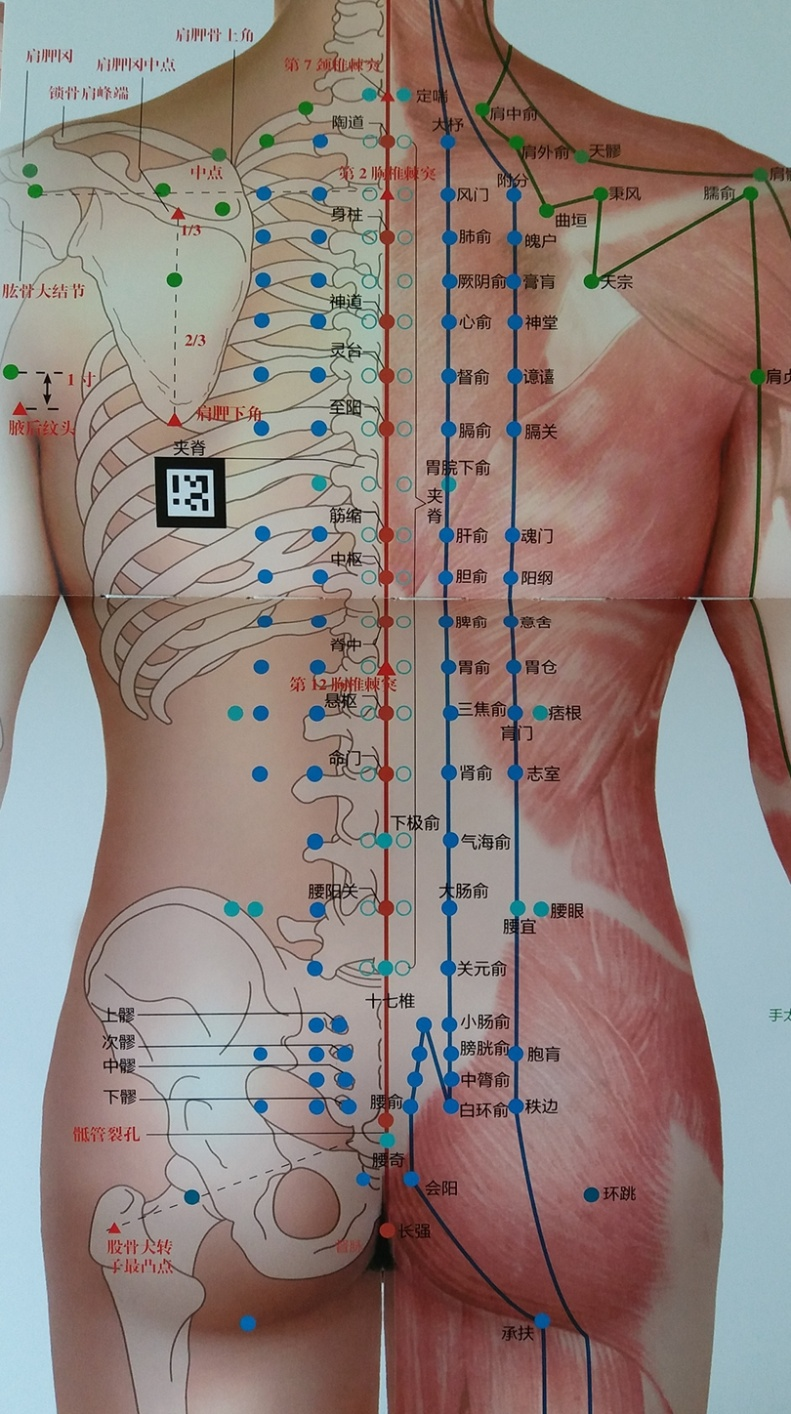 肩胛骨上角
肩胛冈
肩胛冈中点
第7颈椎棘突
锁骨肩峰端
定喘
肩中俞
陶道
大杼
肩外俞
天髎
中点
第2胸椎棘突
附分
风门
秉风
臑俞
曲垣
身柱
1/3
肺俞
魄户
厥阴俞
膏肓
天宗
肱骨大结节
神道
心俞
神堂
2/3
灵台
督俞
谚譆
肩贞
1寸
至阳
肩胛下角
腋后纹头
膈俞
膈关
夹脊
胃脘下俞
夹脊
筋缩
肝俞
魂门
中枢
胆俞
阳纲
脾俞
意舍
脊中
胃俞
胃仓
第12胸椎棘突
悬枢
三焦俞
痞根
肓门
命门
肾俞
志室
下极俞
气海俞
腰阳关
大肠俞
腰眼
腰宜
关元俞
十七椎
上髎
小肠俞
手太
次髎
膀胱俞
胞肓
中髎
中膂俞
下髎
腰俞
白环俞
秩边
骶管裂孔
腰奇
会阳
环跳
长强
股骨大转
子最凸点
承扶